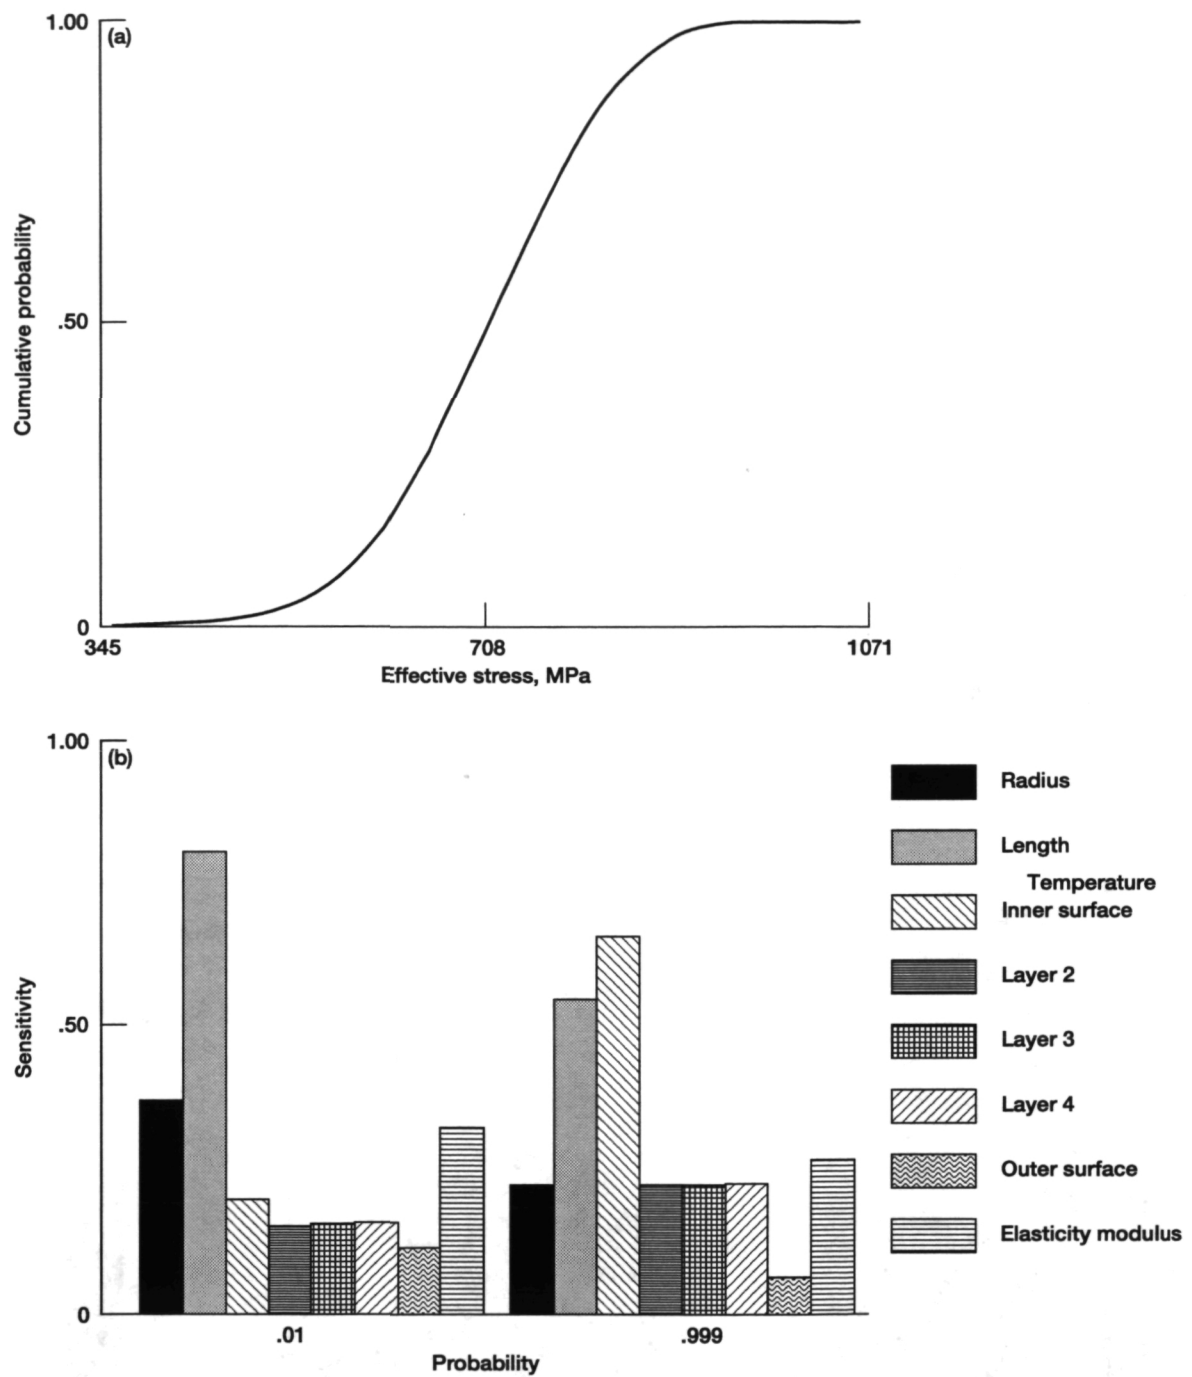 1.00
(a)
Cumulative probability
.50
0
345
708
1071
Effective stress, MPa
1.00
(b)
Sensitivity
.50
0
.01
.999
Probability
Radius
Length
Temperature
Inner surface
Layer 2
Layer 3
Layer 4
Outer surface
Elasticity modulus